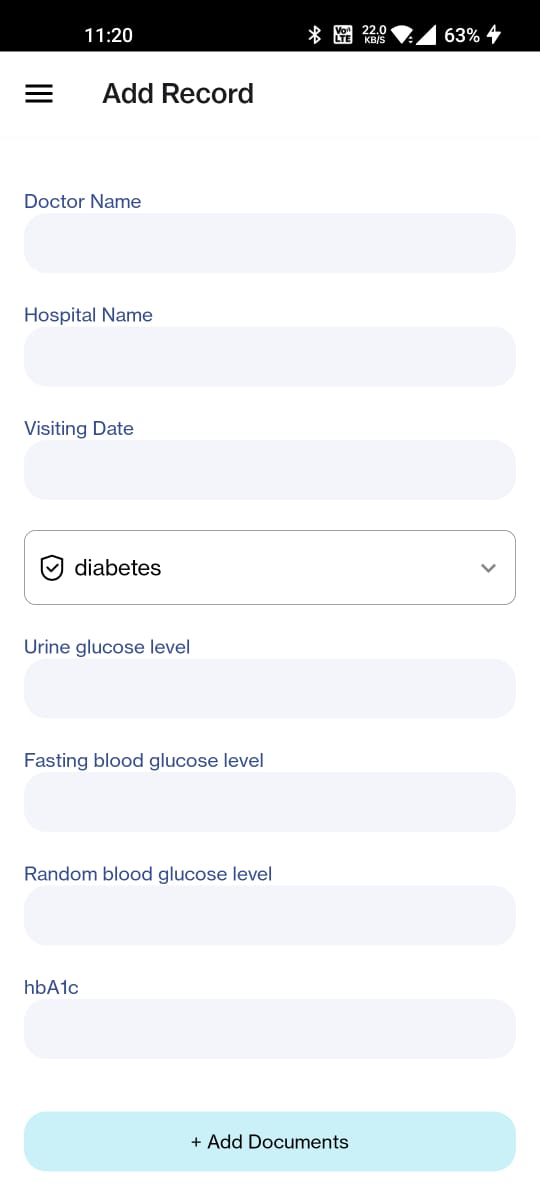 11:20
Vo))
LTE
22.0
KB/S
63%
Add Record
Doctor Name
Hospital Name
Visiting Date
diabetes
Urine glucose level
Fasting blood glucose level
Random blood glucose level
hbA1c
+ Add Documents